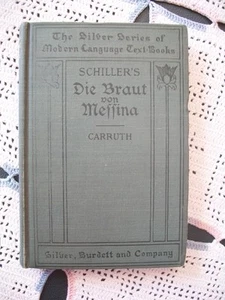 The Silver Series of
Modern Language Text-Books
SCHILLER'S
Die Braut
von
Meſſina
CARRUTH
Silver, Burdett and Company